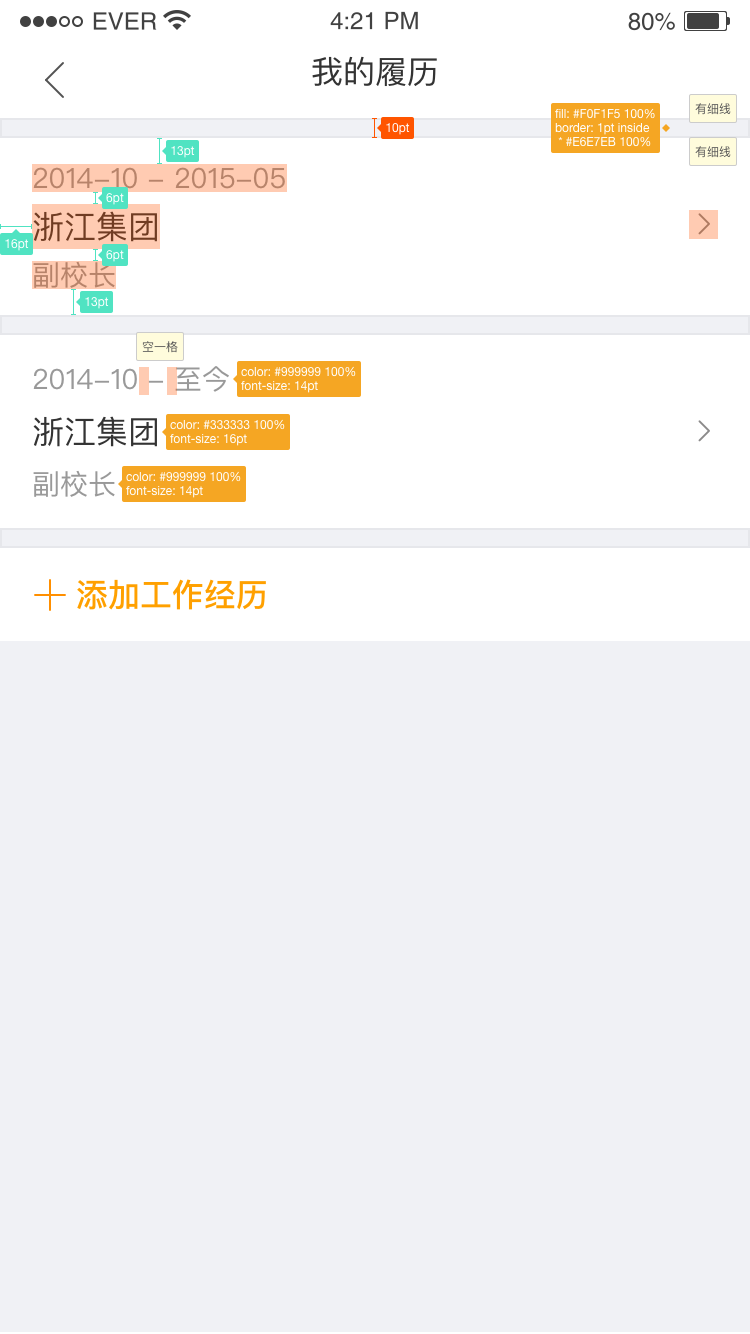 EVER 4:21 PM 80%
我的履历
有细线
fill: #F0F1F5 100%
border: 1pt inside
* #E6E7EB 100%
10pt
有细线
13pt
2014-10 - 2015-05
6pt
浙江集团
16pt
6pt
副校长
13pt
空一格
2014-10 - 至今
color: #999999 100%
font-size: 14pt
浙江集团
color: #333333 100%
font-size: 16pt
副校长
color: #999999 100%
font-size: 14pt
添加工作经历